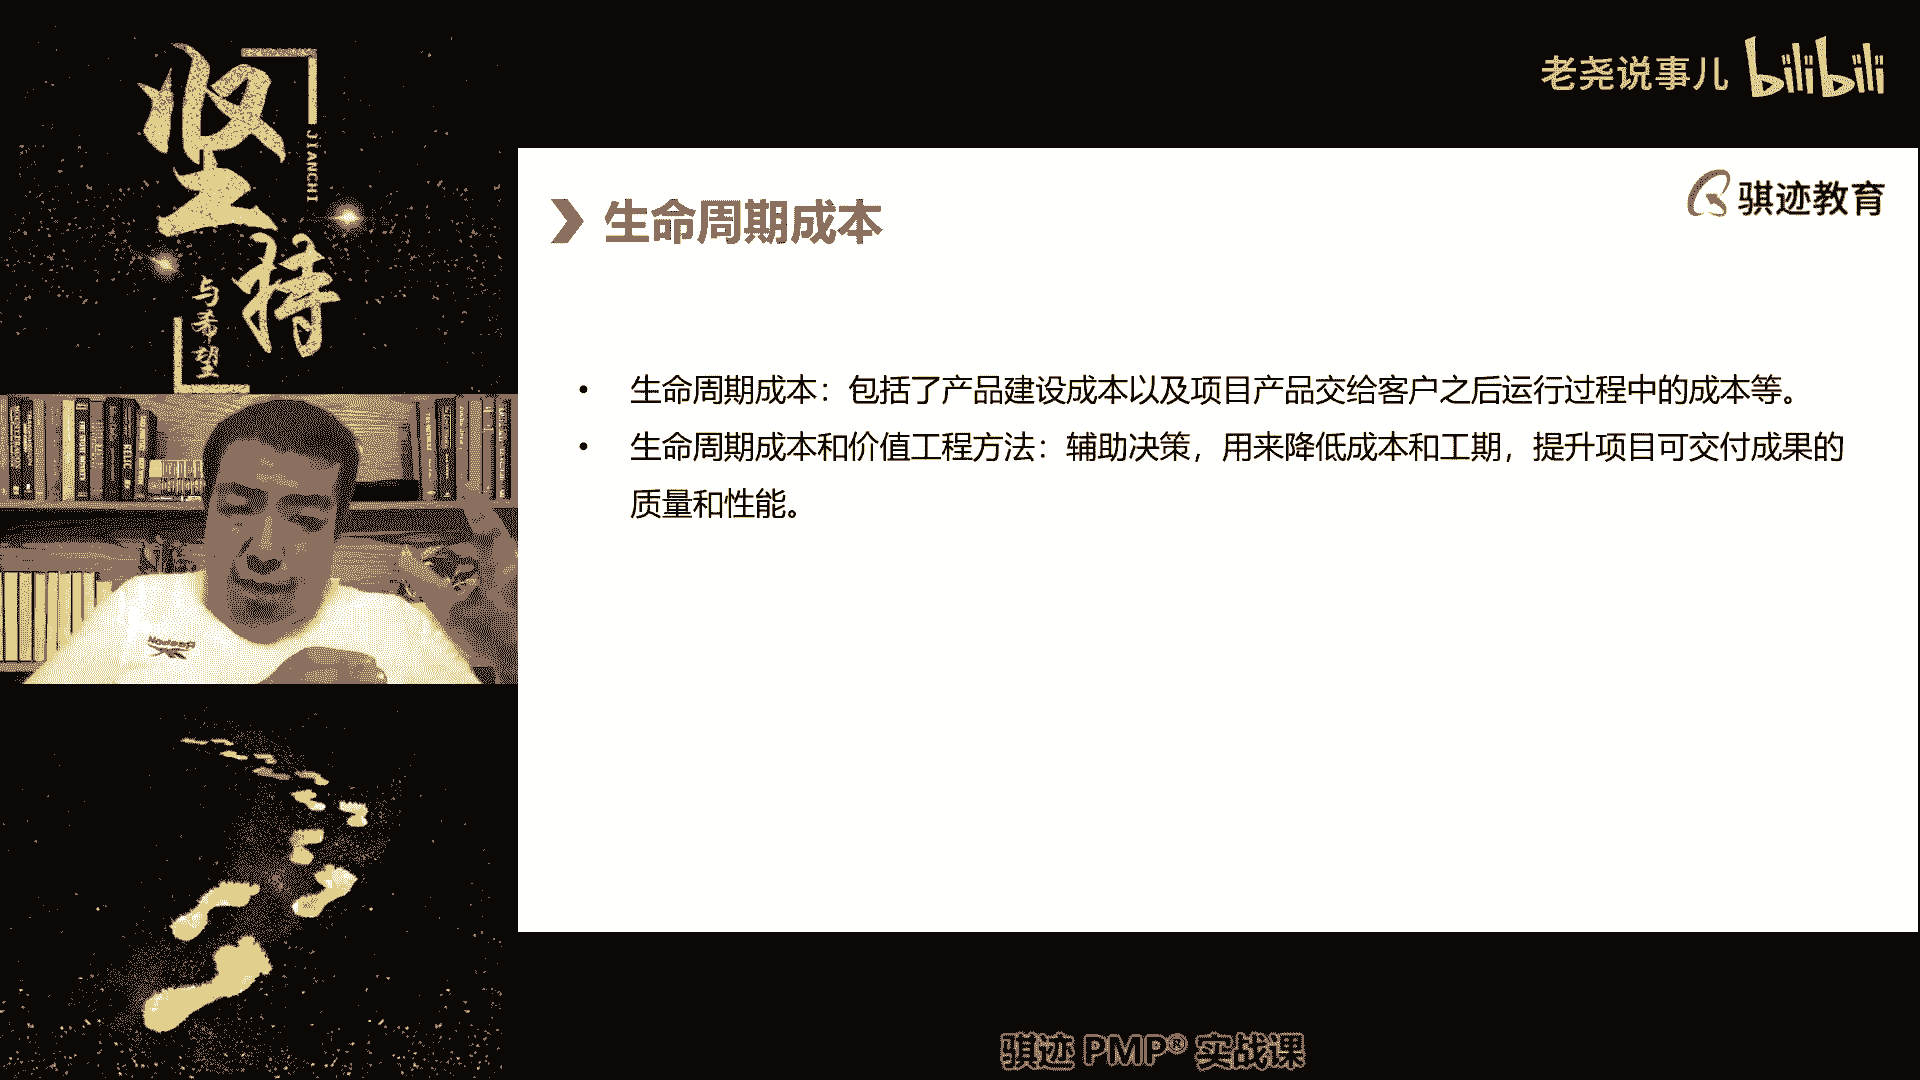 坚持
JIANCHI
与希望
老尧说事儿 bilibili
骐迹教育
生命周期成本
• 生命周期成本：包括了产品建设成本以及项目产品交给客户之后运行过程中的成本等。
• 生命周期成本和价值工程方法：辅助决策，用来降低成本和工期，提升项目可交付成果的
质量和性能。
骐迹 PMP® 实战课